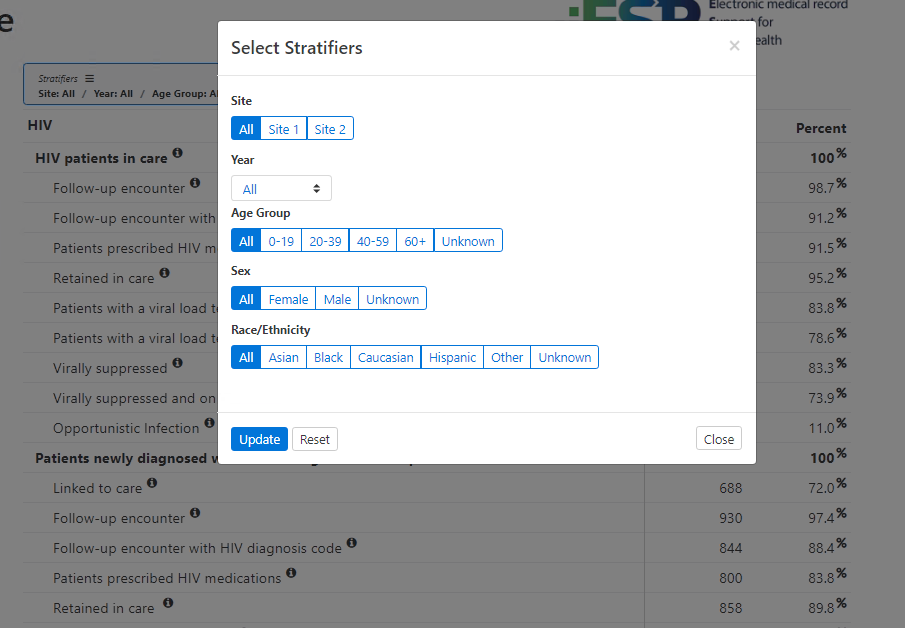 e
ESP
Electronic medical record
Support for
ealth
Stratifiers
Site: All / Year: All / Age Group: Al
Select Stratifiers
×
Site
All Site 1 Site 2
Year
All
Age Group
All 0-19 20-39 40-59 60+ Unknown
Sex
All Female Male Unknown
Race/Ethnicity
All Asian Black Caucasian Hispanic Other Unknown
Update Reset Close
HIV Percent
HIV patients in care 100%
Follow-up encounter 98.7%
Follow-up encounter with 91.2%
Patients prescribed HIV m 91.5%
Retained in care 95.2%
Patients with a viral load t 83.8%
Patients with a viral load t 78.6%
Virally suppressed 83.3%
Virally suppressed and on 73.9%
Opportunistic Infection 11.0%
Patients newly diagnosed 100%
Linked to care 688 72.0%
Follow-up encounter 930 97.4%
Follow-up encounter with HIV diagnosis code 844 88.4%
Patients prescribed HIV medications 800 83.8%
Retained in care 858 89.8%